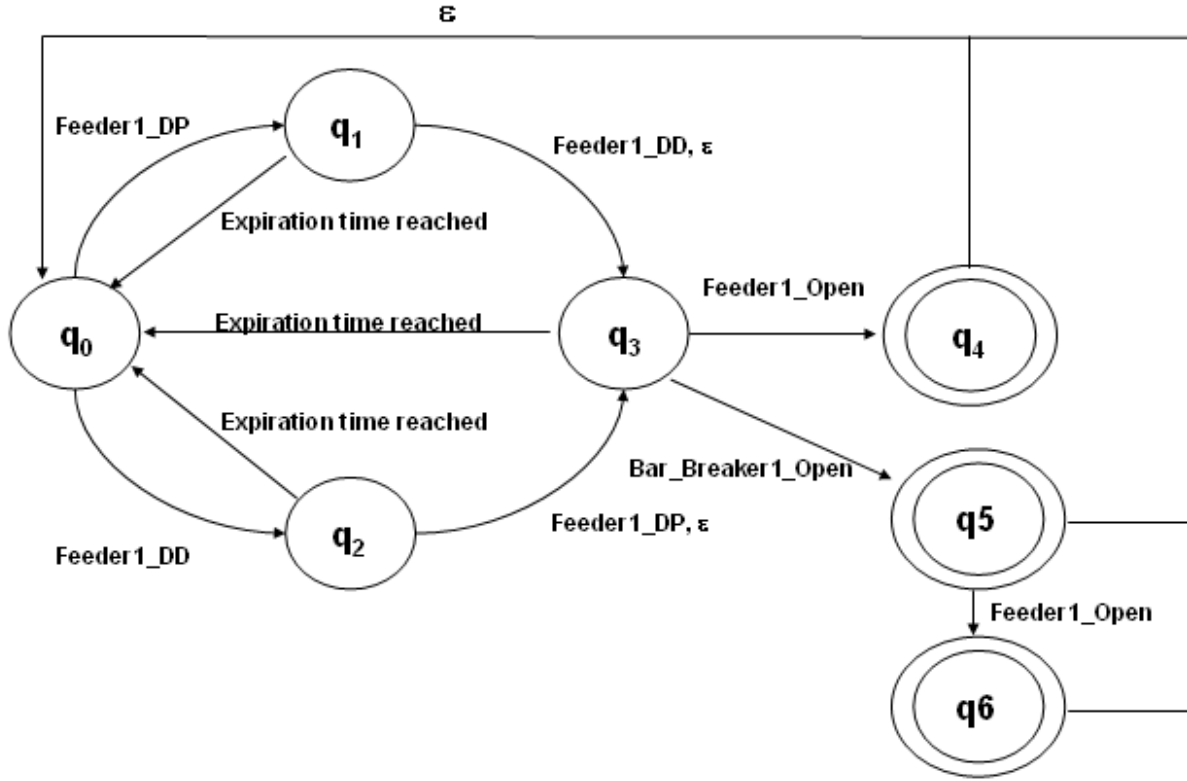 ε
Feeder1_DP
q1
Feeder1_DD, ε
Expiration time reached
Feeder1_Open
q0
Expiration time reached
q3
q4
Expiration time reached
Bar_Breaker1_Open
q5
Feeder1_DD
q2
Feeder1_DP, ε
Feeder1_Open
q6